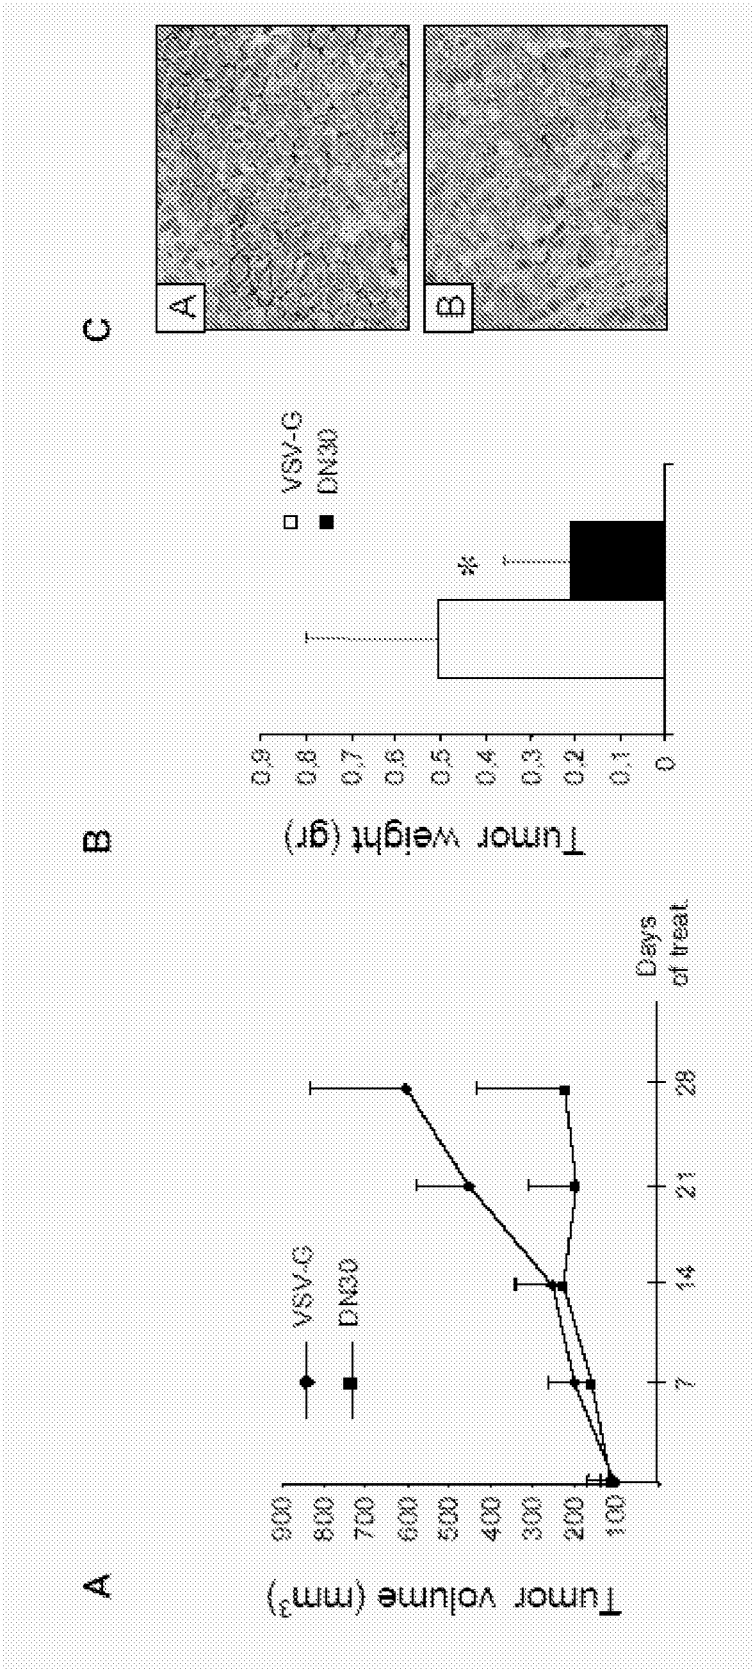 A
Tumor volume (mm³)
900
800
700
600
500
400
300
200
100
VSV-G
DN30
7
14
21
28
Days
of treat.
B
Tumor weight (gr)
0,9
0,8
0,7
0,6
0,5
0,4
0,3
0,2
0,1
0
*
VSV-G
DN30
C
A
B